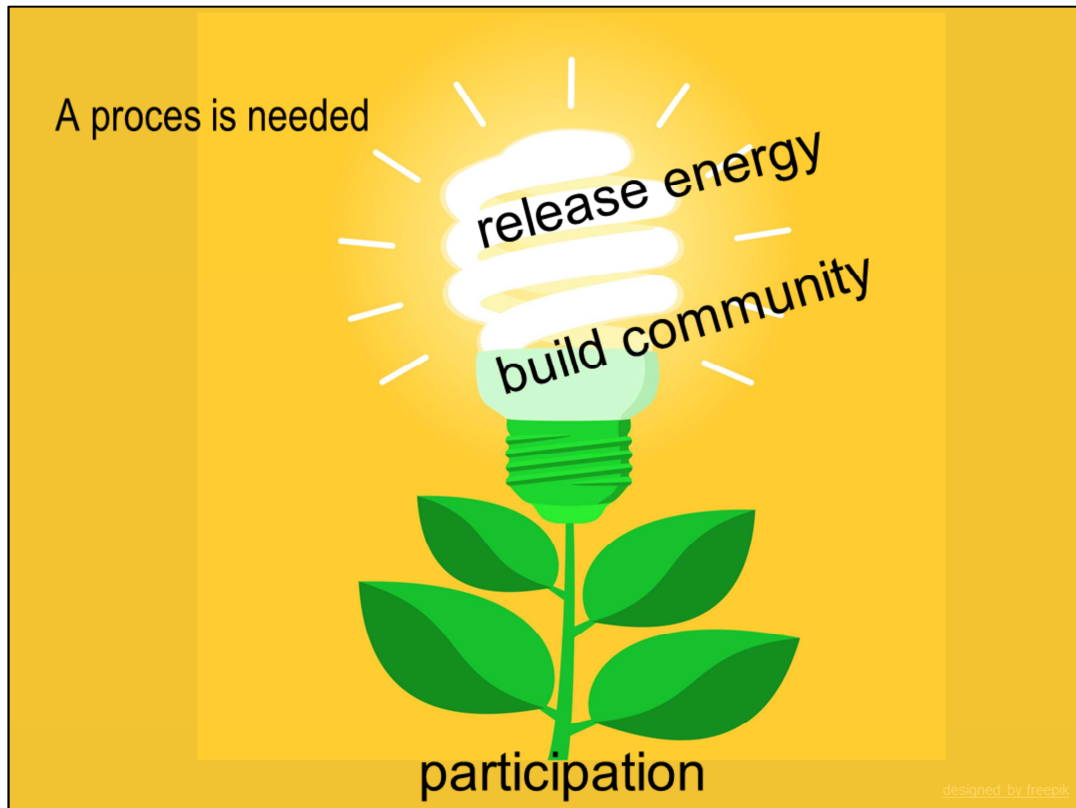 A proces is needed
release energy
build community
participation
designed by freepik